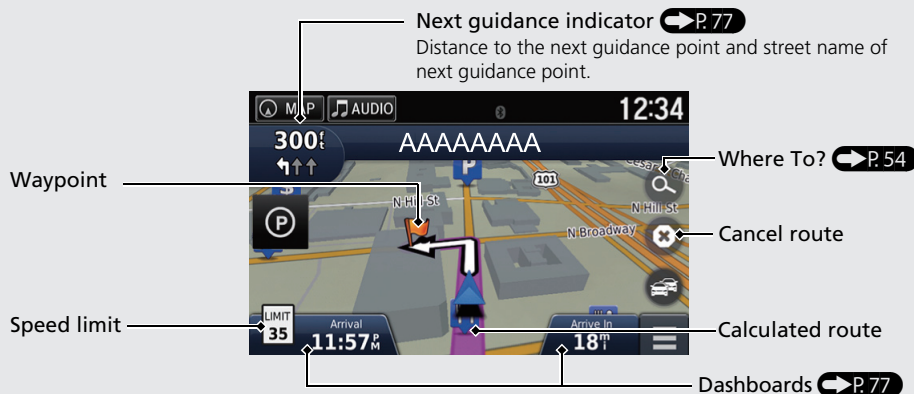 Next guidance indicator P. 77
Distance to the next guidance point and street name of
next guidance point.
MAP AUDIO 12:34
300ft AAAAAAAA
Where To? P. 54
Waypoint
P
101
N Hill St
N Hill St
P
N Broadway
Cancel route
Speed limit
LIMIT
35
Arrival
11:57PM
Arrive In
18mi
Calculated route
Dashboards P. 77